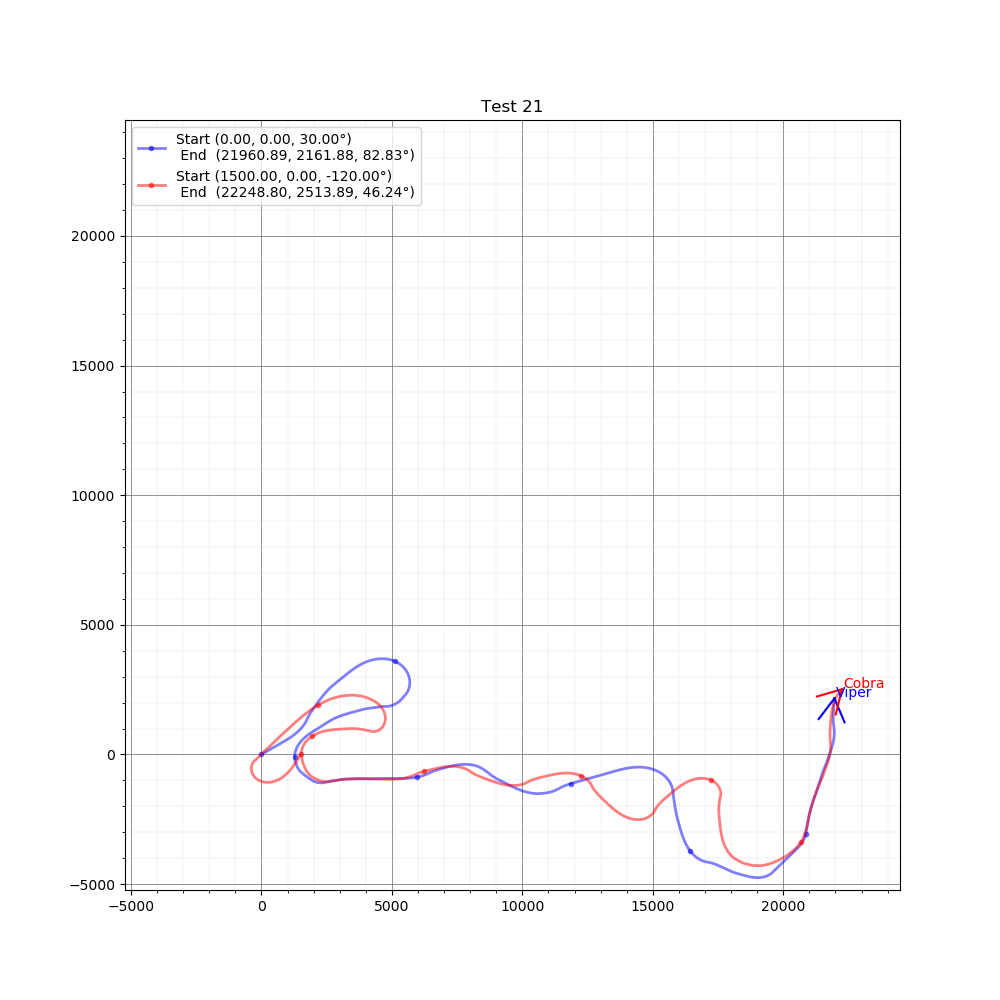 Test 21
Start (0.00, 0.00, 30.00°)
End  (21960.89, 2161.88, 82.83°)
Start (1500.00, 0.00, -120.00°)
End  (22248.80, 2513.89, 46.24°)
20000
15000
10000
5000
0
−5000
Cobra
Viper
−5000 0 5000 10000 15000 20000